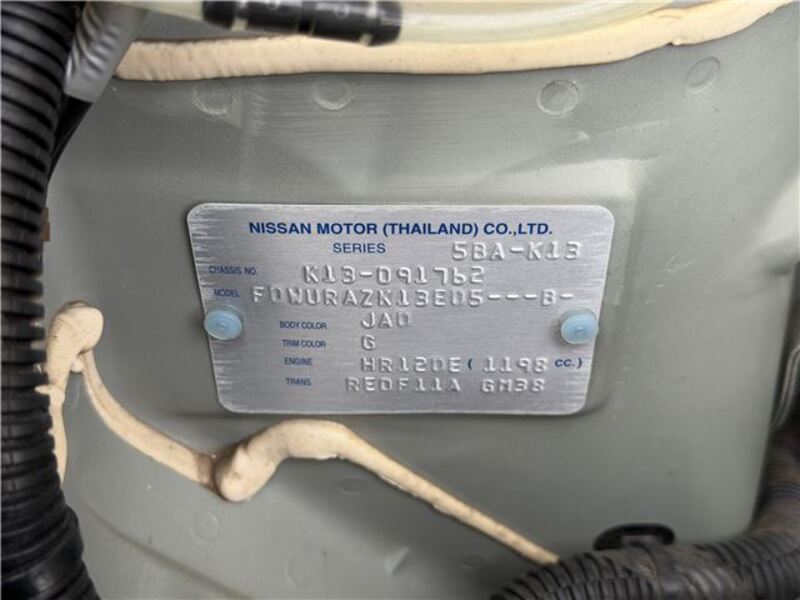 NISSAN MOTOR (THAILAND) CO.,LTD.
SERIES 5BA-K13
CHASSIS NO. K13-091762
MODEL FDWURAZK13ED5---B-
BODY COLOR JAD
TRIM COLOR G
ENGINE HR12DE ( 1198 CC. )
TRANS. RE0F11A GM38